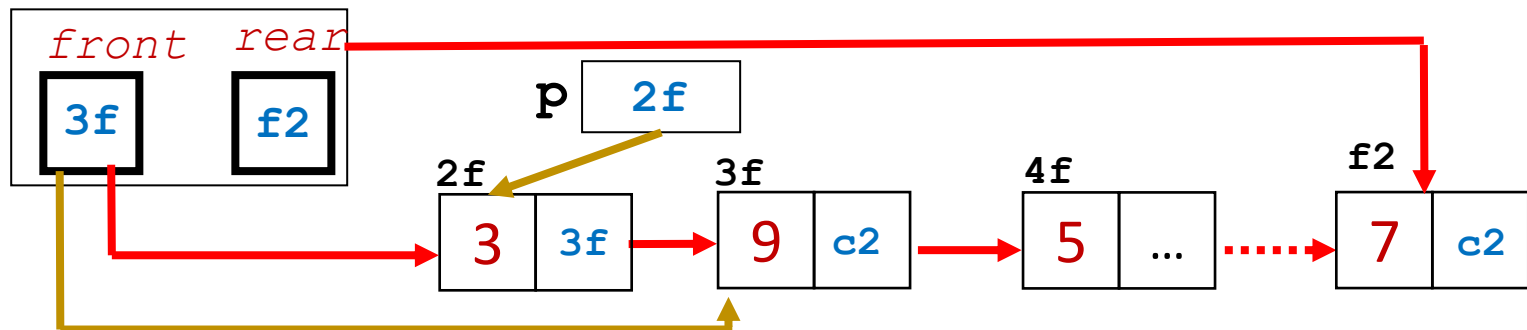 front rear
3f f2
p 2f
2f 3f 4f f2
3 3f 9 c2 5 ... 7 c2